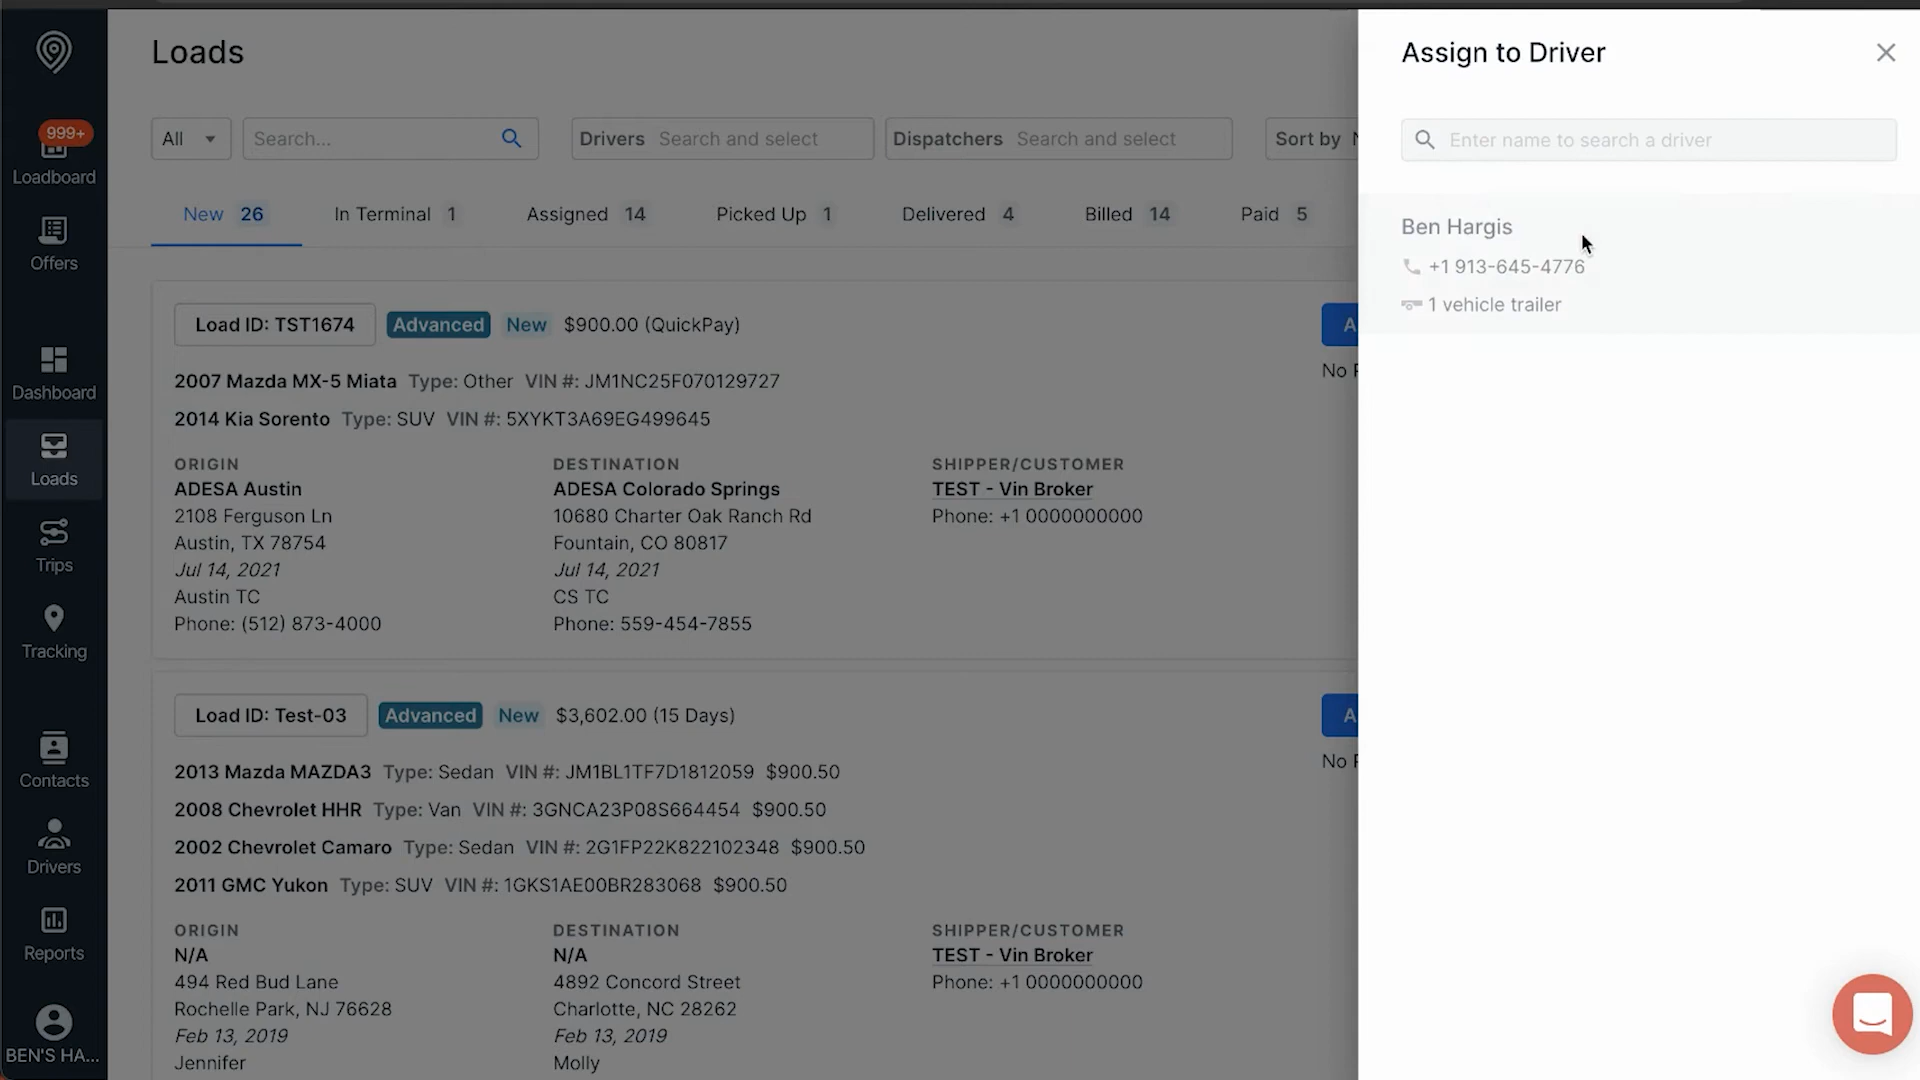 999+
Loadboard
Offers
Dashboard
Loads
Trips
Tracking
Contacts
Drivers
Reports
BEN'S HA...
Loads
All
Search...
Drivers Search and select
Dispatchers Search and select
Sort by
New 26
In Terminal 1
Assigned 14
Picked Up 1
Delivered 4
Billed 14
Paid 5
Load ID: TST1674 Advanced New $900.00 (QuickPay)
2007 Mazda MX-5 Miata Type: Other VIN #: JM1NC25F070129727
2014 Kia Sorento Type: SUV VIN #: 5XYKT3A69EG499645
No
ORIGIN
ADESA Austin
2108 Ferguson Ln
Austin, TX 78754
Jul 14, 2021
Austin TC
Phone: (512) 873-4000
DESTINATION
ADESA Colorado Springs
10680 Charter Oak Ranch Rd
Fountain, CO 80817
Jul 14, 2021
CS TC
Phone: 559-454-7855
SHIPPER/CUSTOMER
TEST - Vin Broker
Phone: +1 0000000000
Load ID: Test-03 Advanced New $3,602.00 (15 Days)
2013 Mazda MAZDA3 Type: Sedan VIN #: JM1BL1TF7D1812059 $900.50
2008 Chevrolet HHR Type: Van VIN #: 3GNCA23P08S664454 $900.50
2002 Chevrolet Camaro Type: Sedan VIN #: 2G1FP22K822102348 $900.50
2011 GMC Yukon Type: SUV VIN #: 1GKS1AE00BR283068 $900.50
No
ORIGIN
N/A
494 Red Bud Lane
Rochelle Park, NJ 76628
Feb 13, 2019
Jennifer
DESTINATION
N/A
4892 Concord Street
Charlotte, NC 28262
Feb 13, 2019
Molly
SHIPPER/CUSTOMER
TEST - Vin Broker
Phone: +1 0000000000
Assign to Driver
Enter name to search a driver
Ben Hargis
+1 913-645-4776
1 vehicle trailer